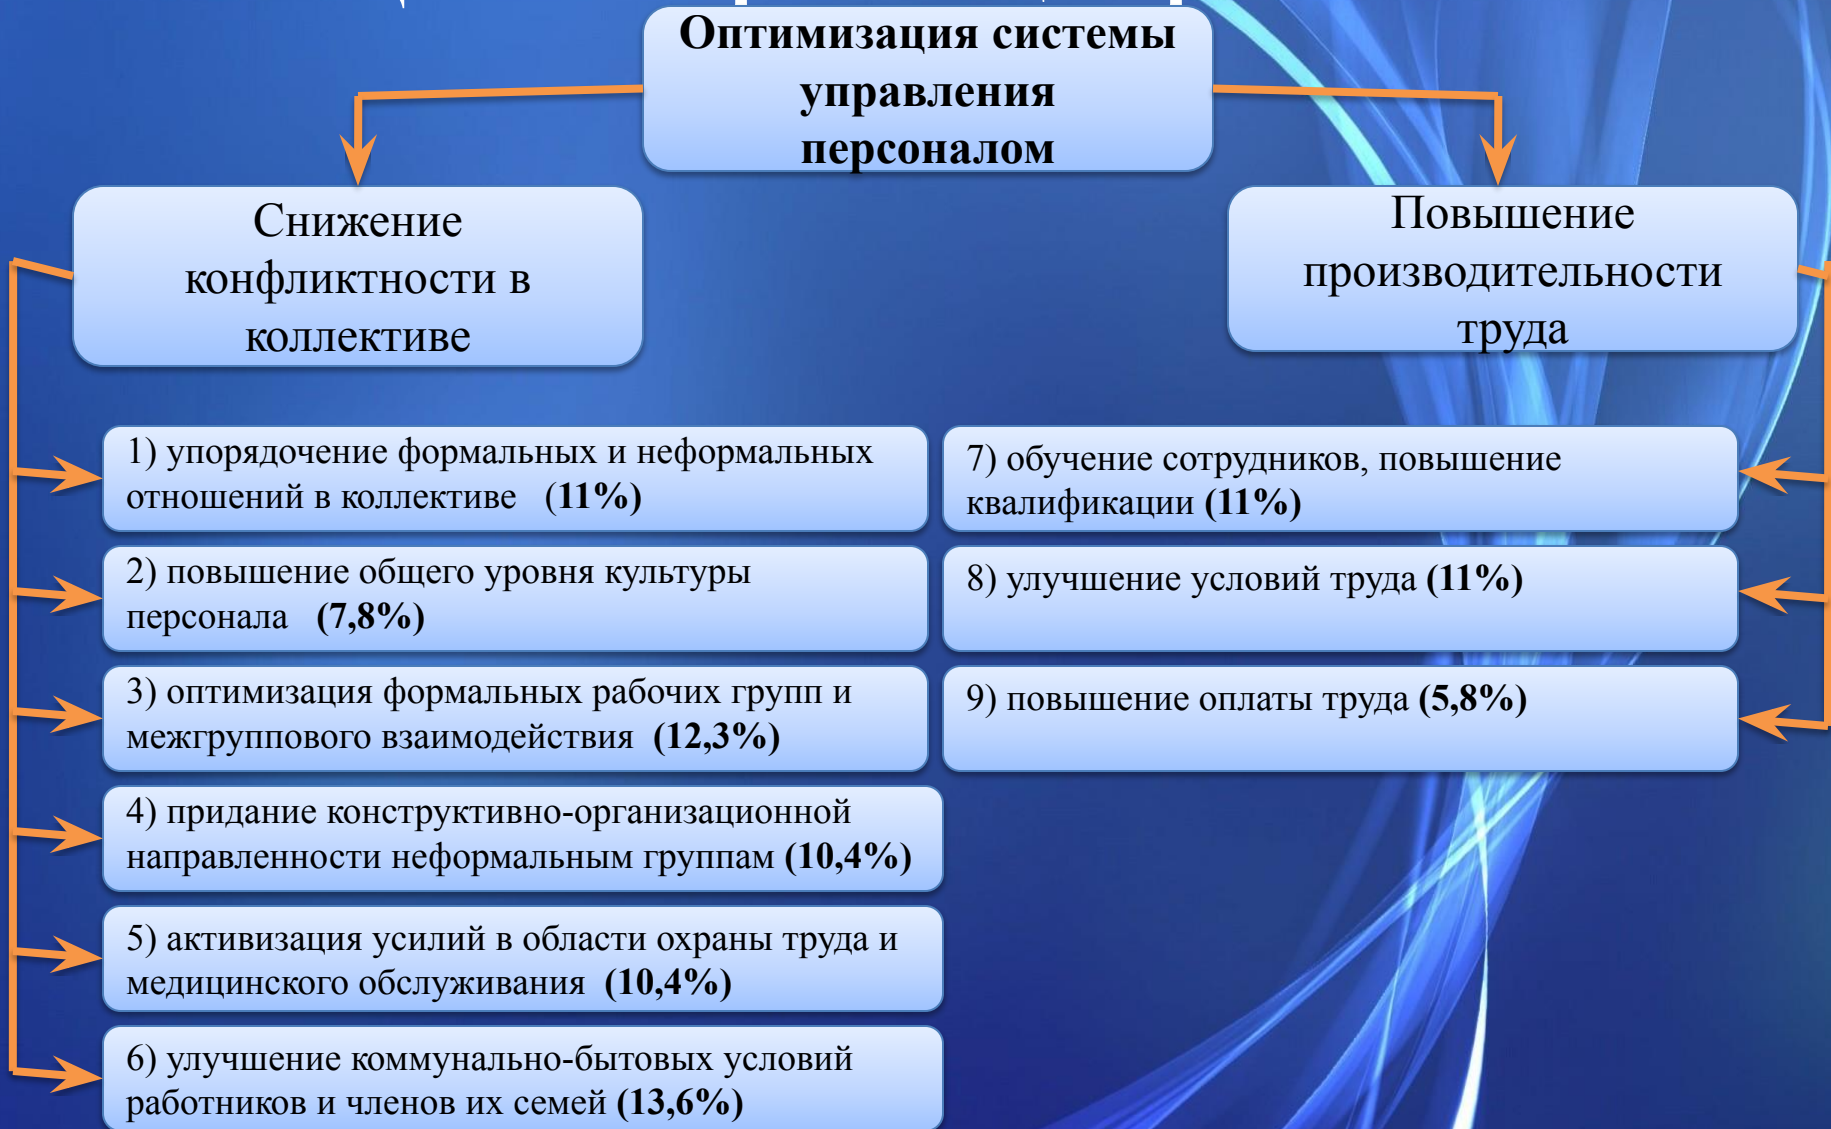 Оптимизация системы
управления
персоналом
Снижение
конфликтности в
коллективе
Повышение
производительности
труда
1) упорядочение формальных и неформальных
отношений в коллективе (11%)
2) повышение общего уровня культуры
персонала (7,8%)
3) оптимизация формальных рабочих групп и
межгруппового взаимодействия (12,3%)
4) придание конструктивно-организационной
направленности неформальным группам (10,4%)
5) активизация усилий в области охраны труда и
медицинского обслуживания (10,4%)
6) улучшение коммунально-бытовых условий
работников и членов их семей (13,6%)
7) обучение сотрудников, повышение
квалификации (11%)
8) улучшение условий труда (11%)
9) повышение оплаты труда (5,8%)